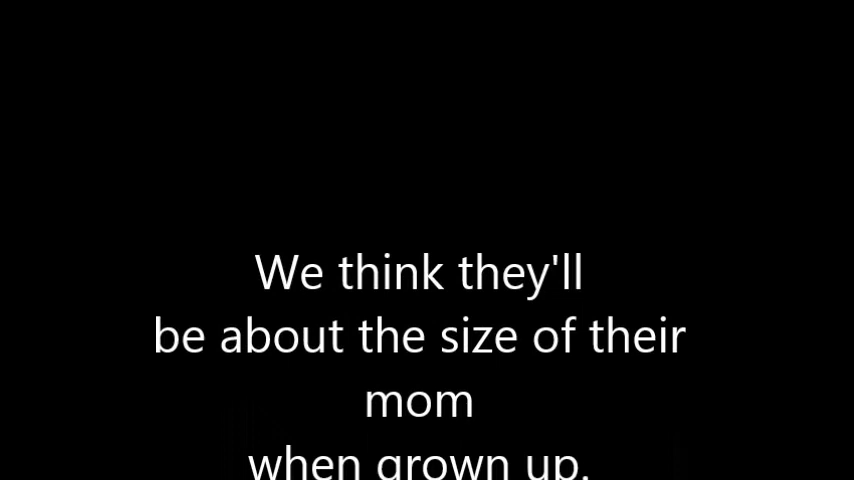 We think they'll
be about the size of their
mom
when grown up.